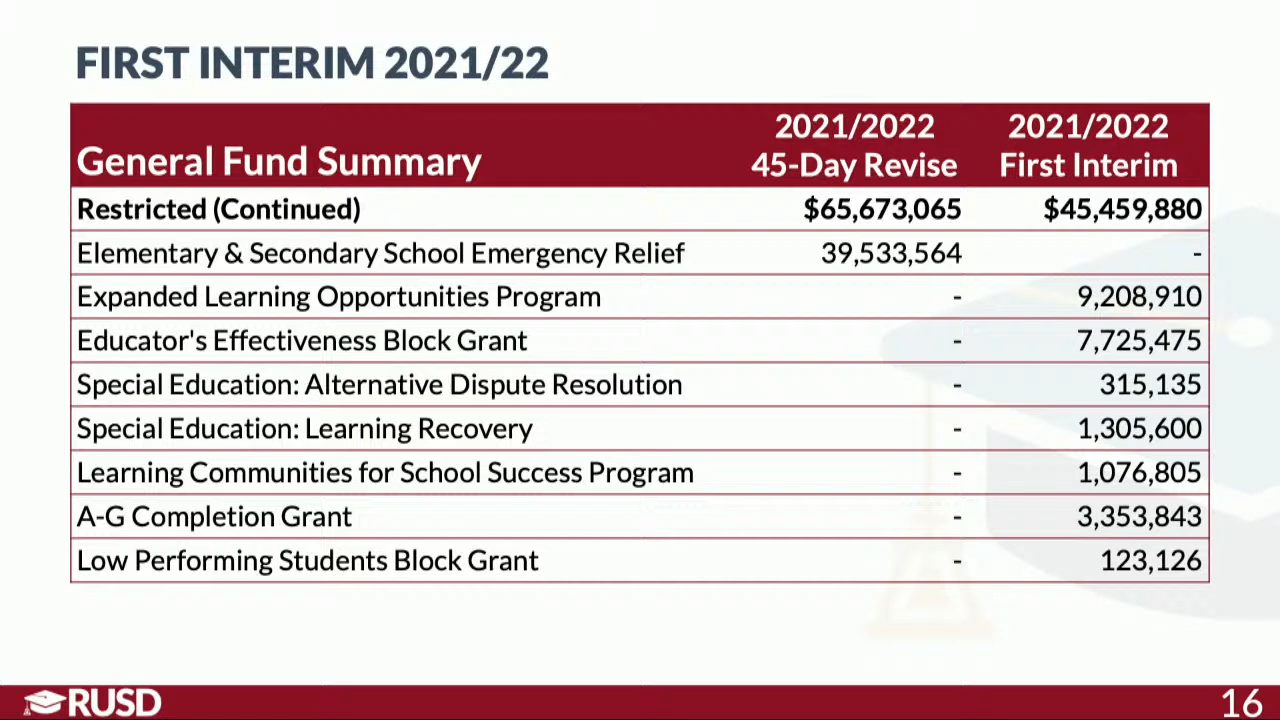 FIRST INTERIM 2021/22
General Fund Summary 2021/2022 45-Day Revise 2021/2022 First Interim
Restricted (Continued) $65,673,065 $45,459,880
Elementary & Secondary School Emergency Relief 39,533,564 -
Expanded Learning Opportunities Program - 9,208,910
Educator's Effectiveness Block Grant - 7,725,475
Special Education: Alternative Dispute Resolution - 315,135
Special Education: Learning Recovery - 1,305,600
Learning Communities for School Success Program - 1,076,805
A-G Completion Grant - 3,353,843
Low Performing Students Block Grant - 123,126
RUSD 16